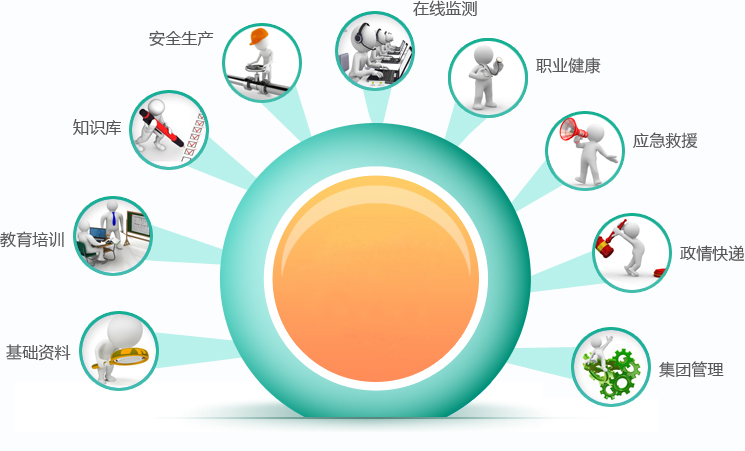 在线监测
安全生产
职业健康
知识库
应急救援
教育培训
政情快递
基础资料
集团管理